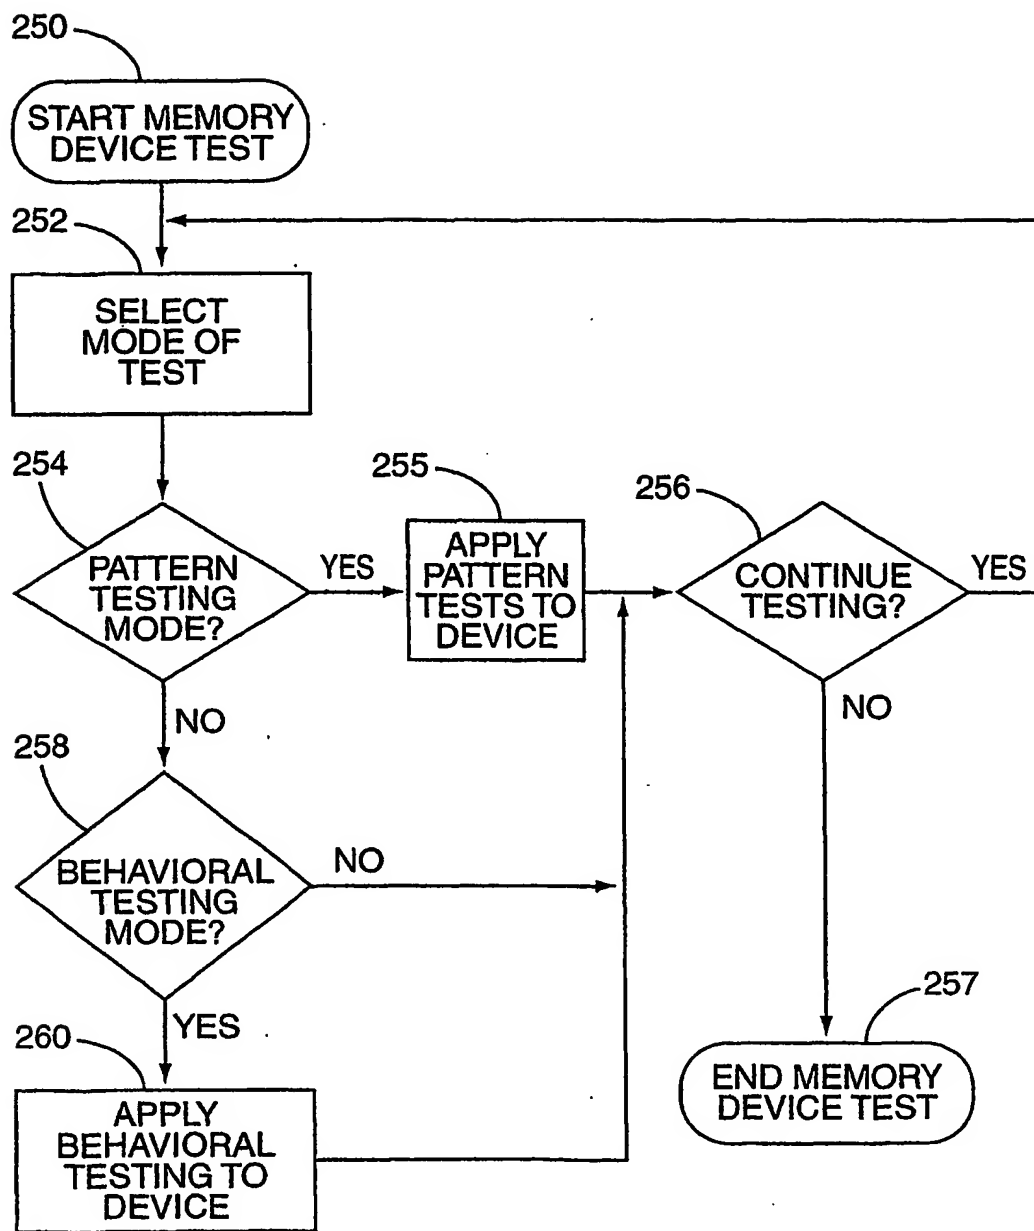 250
START MEMORY
DEVICE TEST
252
SELECT
MODE OF
TEST
254
PATTERN
TESTING
MODE?
YES
255
APPLY
PATTERN
TESTS TO
DEVICE
256
CONTINUE
TESTING?
YES
NO
NO
258
BEHAVIORAL
TESTING
MODE?
NO
YES
257
END MEMORY
DEVICE TEST
260
APPLY
BEHAVIORAL
TESTING TO
DEVICE